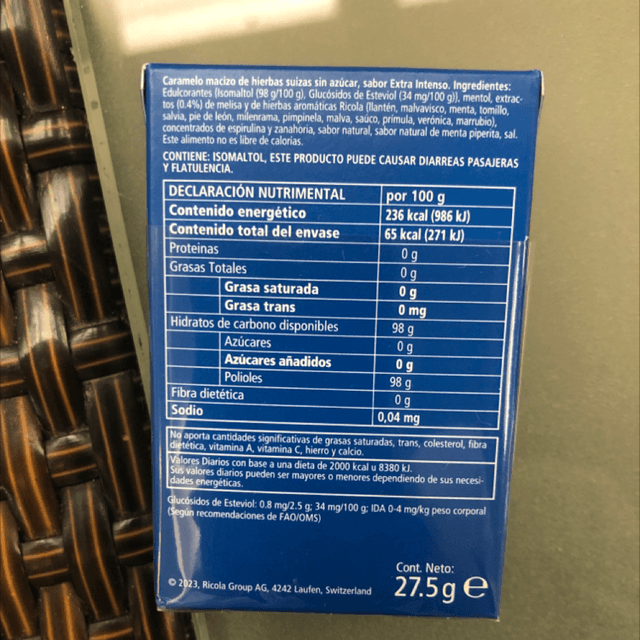 Caramelo macizo de hierbas suizas sin azúcar, sabor Extra Intenso. Ingredientes:
Edulcorantes (Isomaltol (98 g/100 g), Glucósidos de Esteviol (34 mg/100 g)), mentol, extrac-
tos (0.4%) de melisa y de hierbas aromáticas Ricola (llantén, malvavisco, menta, tomillo,
salvia, pie de león, milenrama, pimpinela, malva, saúco, prímula, verónica, marrubio),
concentrados de espirulina y zanahoria, sabor natural, sabor natural de menta piperita, sal.
Este alimento no es libre de calorías.
CONTIENE: ISOMALTOL, ESTE PRODUCTO PUEDE CAUSAR DIARREAS PASAJERAS
Y FLATULENCIA.
DECLARACIÓN NUTRIMENTAL por 100 g
Contenido energético 236 kcal (986 kJ)
Contenido total del envase 65 kcal (271 kJ)
Proteinas 0 g
Grasas Totales 0 g
Grasa saturada 0 g
Grasa trans 0 mg
Hidratos de carbono disponibles 98 g
Azúcares 0 g
Azúcares añadidos 0 g
Polioles 98 g
Fibra dietética 0 g
Sodio 0,04 mg
No aporta cantidades significativas de grasas saturadas, trans, colesterol, fibra
dietética, vitamina A, vitamina C, hierro y calcio.
Valores Diarios con base a una dieta de 2000 kcal u 8380 kJ.
Sus valores diarios pueden ser mayores o menores dependiendo de sus necesi-
dades energéticas.
Glucósidos de Esteviol: 0.8 mg/2.5 g; 34 mg/100 g; IDA 0-4 mg/kg peso corporal
(Según recomendaciones de FAO/OMS)
Cont. Neto:
© 2023, Ricola Group AG, 4242 Laufen, Switzerland 27.5 g e